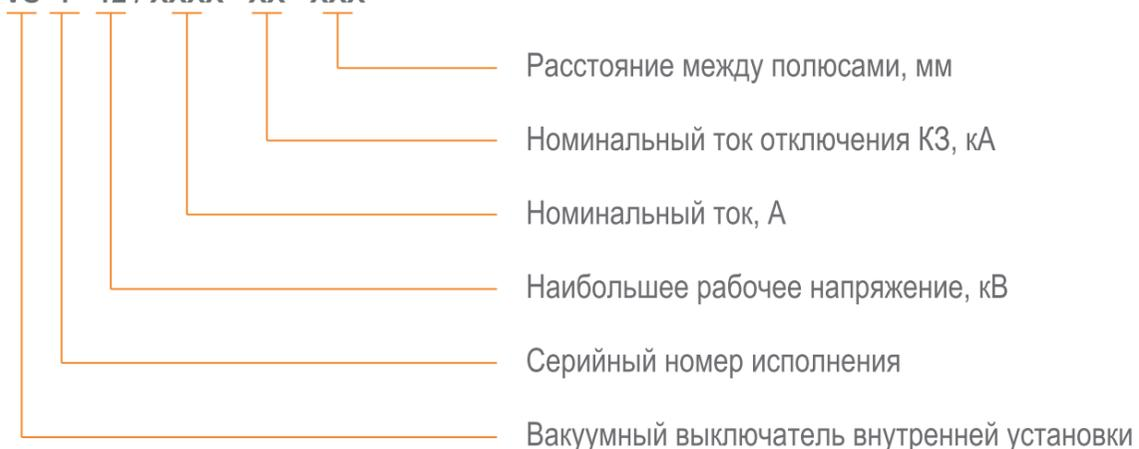 Расстояние между полюсами, мм
Номинальный ток отключения КЗ, кА
Номинальный ток, А
Наибольшее рабочее напряжение, кВ
Серийный номер исполнения
Вакуумный выключатель внутренней установки